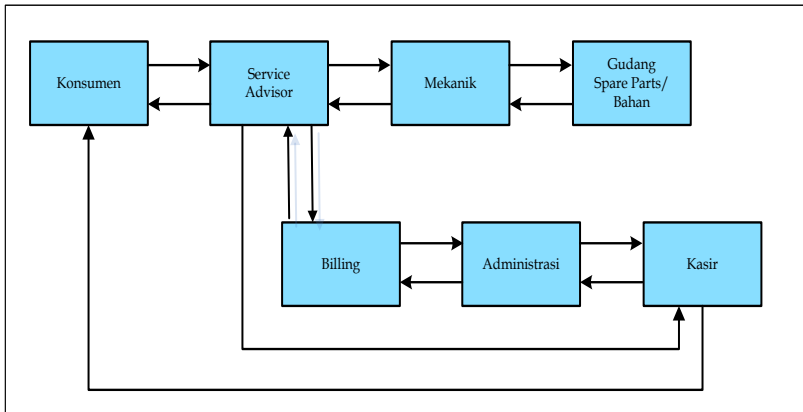 Konsumen
Service
Advisor
Mekanik
Gudang
Spare Parts/
Bahan
Billing
Administrasi
Kasir